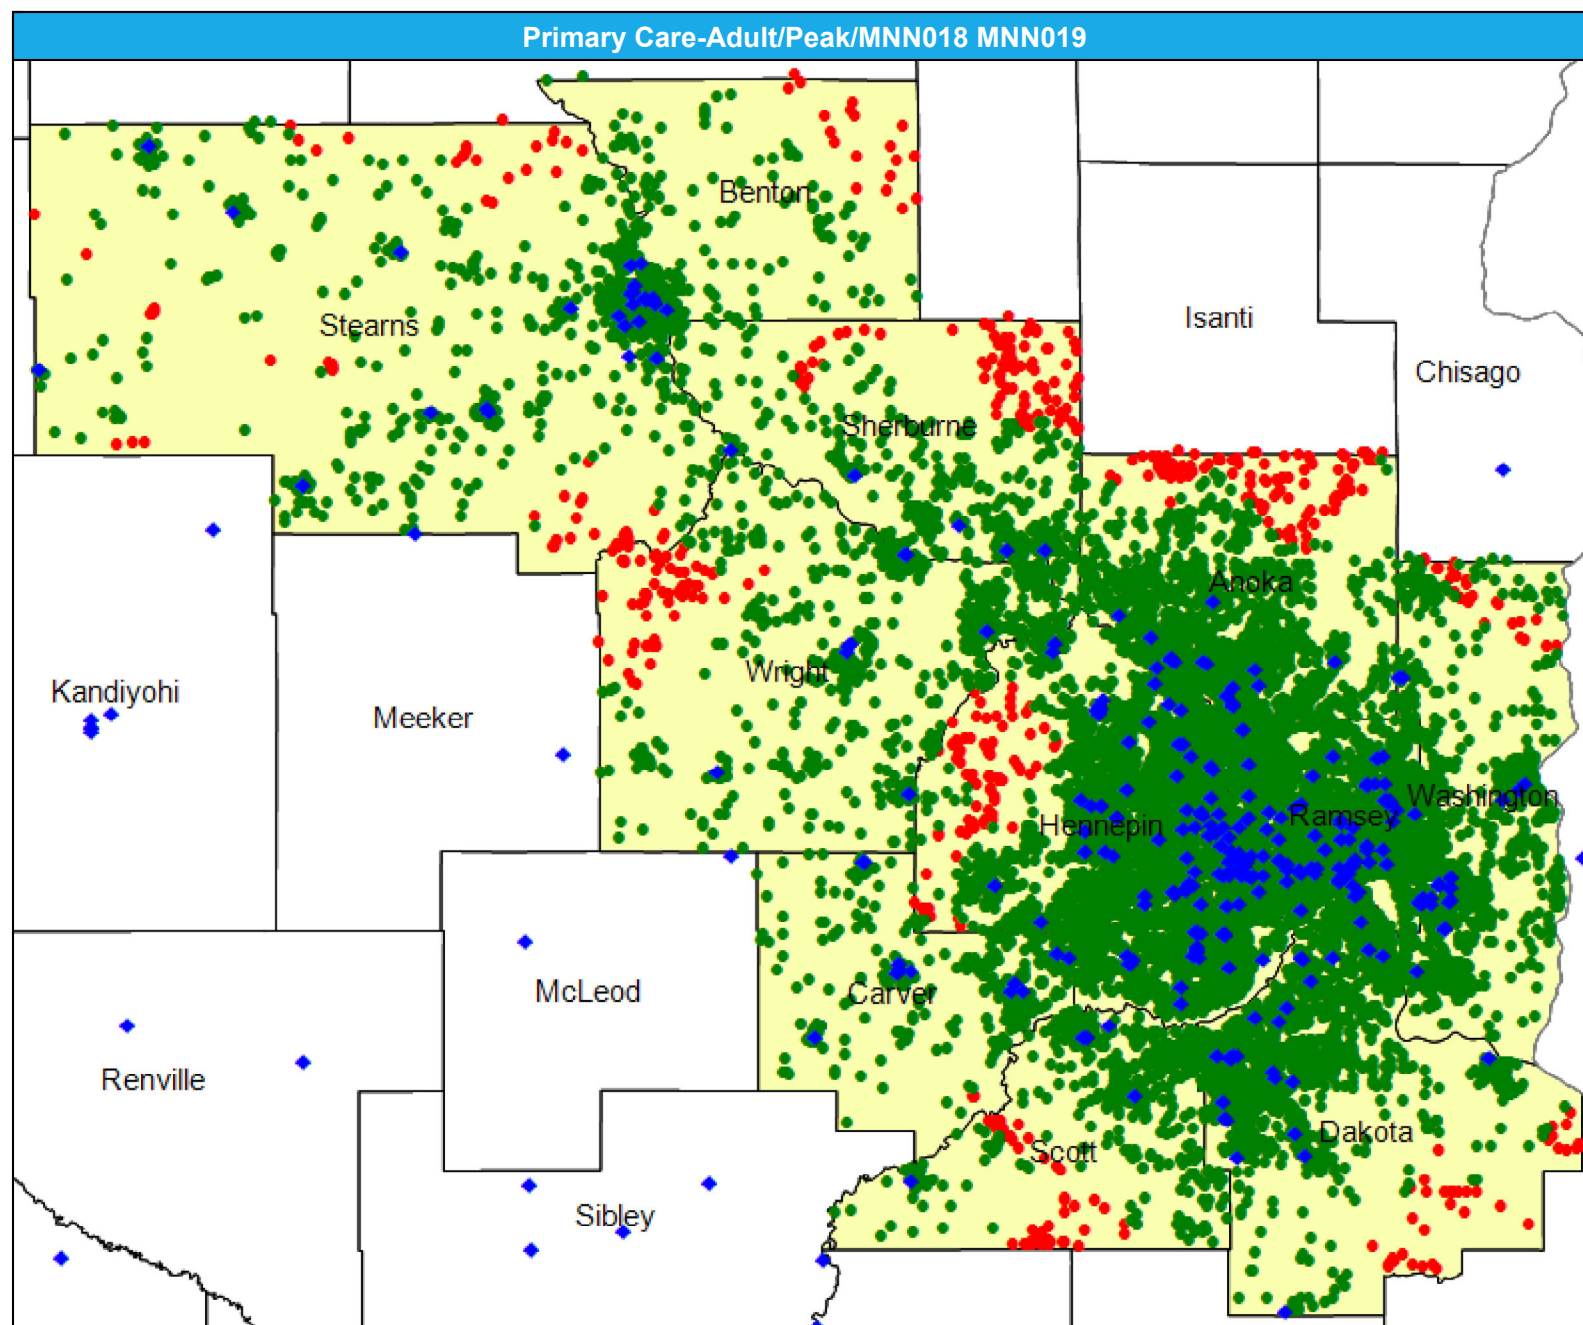 Primary Care-Adult/Peak/MNN018 MNN019
Benton
Stearns
Isanti
Chisago
Sherburne
Anoka
Wright
Kandiyohi
Meeker
Washington
Hennepin
Ramsey
McLeod
Carver
Renville
Dakota
Scott
Sibley